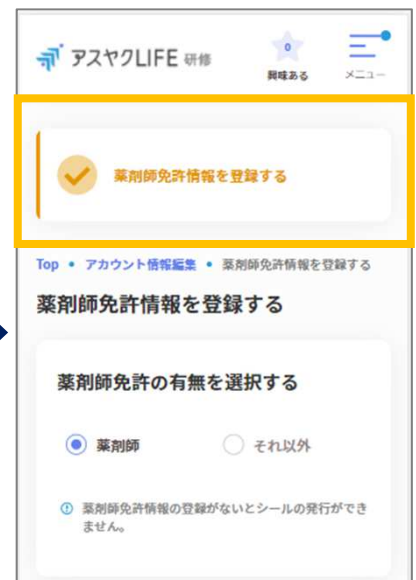 アスヤクLIFE 研修
0
興味ある
メニュー
薬剤師免許情報を登録する
Top • アカウント情報編集 • 薬剤師免許情報を登録する
薬剤師免許情報を登録する
薬剤師免許の有無を選択する
薬剤師
それ以外
薬剤師免許情報の登録がないとシールの発行ができ
ません。